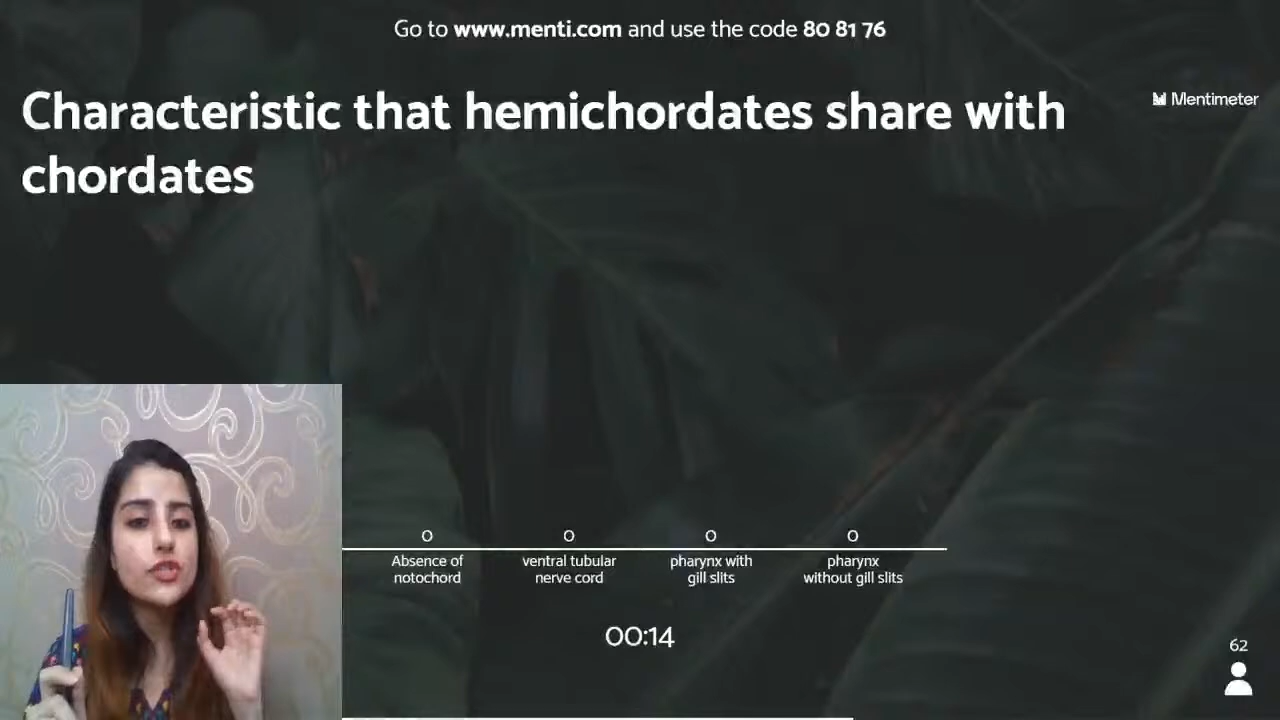 Go to www.menti.com and use the code 80 81 76
Characteristic that hemichordates share with
chordates
Mentimeter
0
0
0
0
Absence of
notochord
ventral tubular
nerve cord
pharynx with
gill slits
pharynx
without gill slits
00:14
62